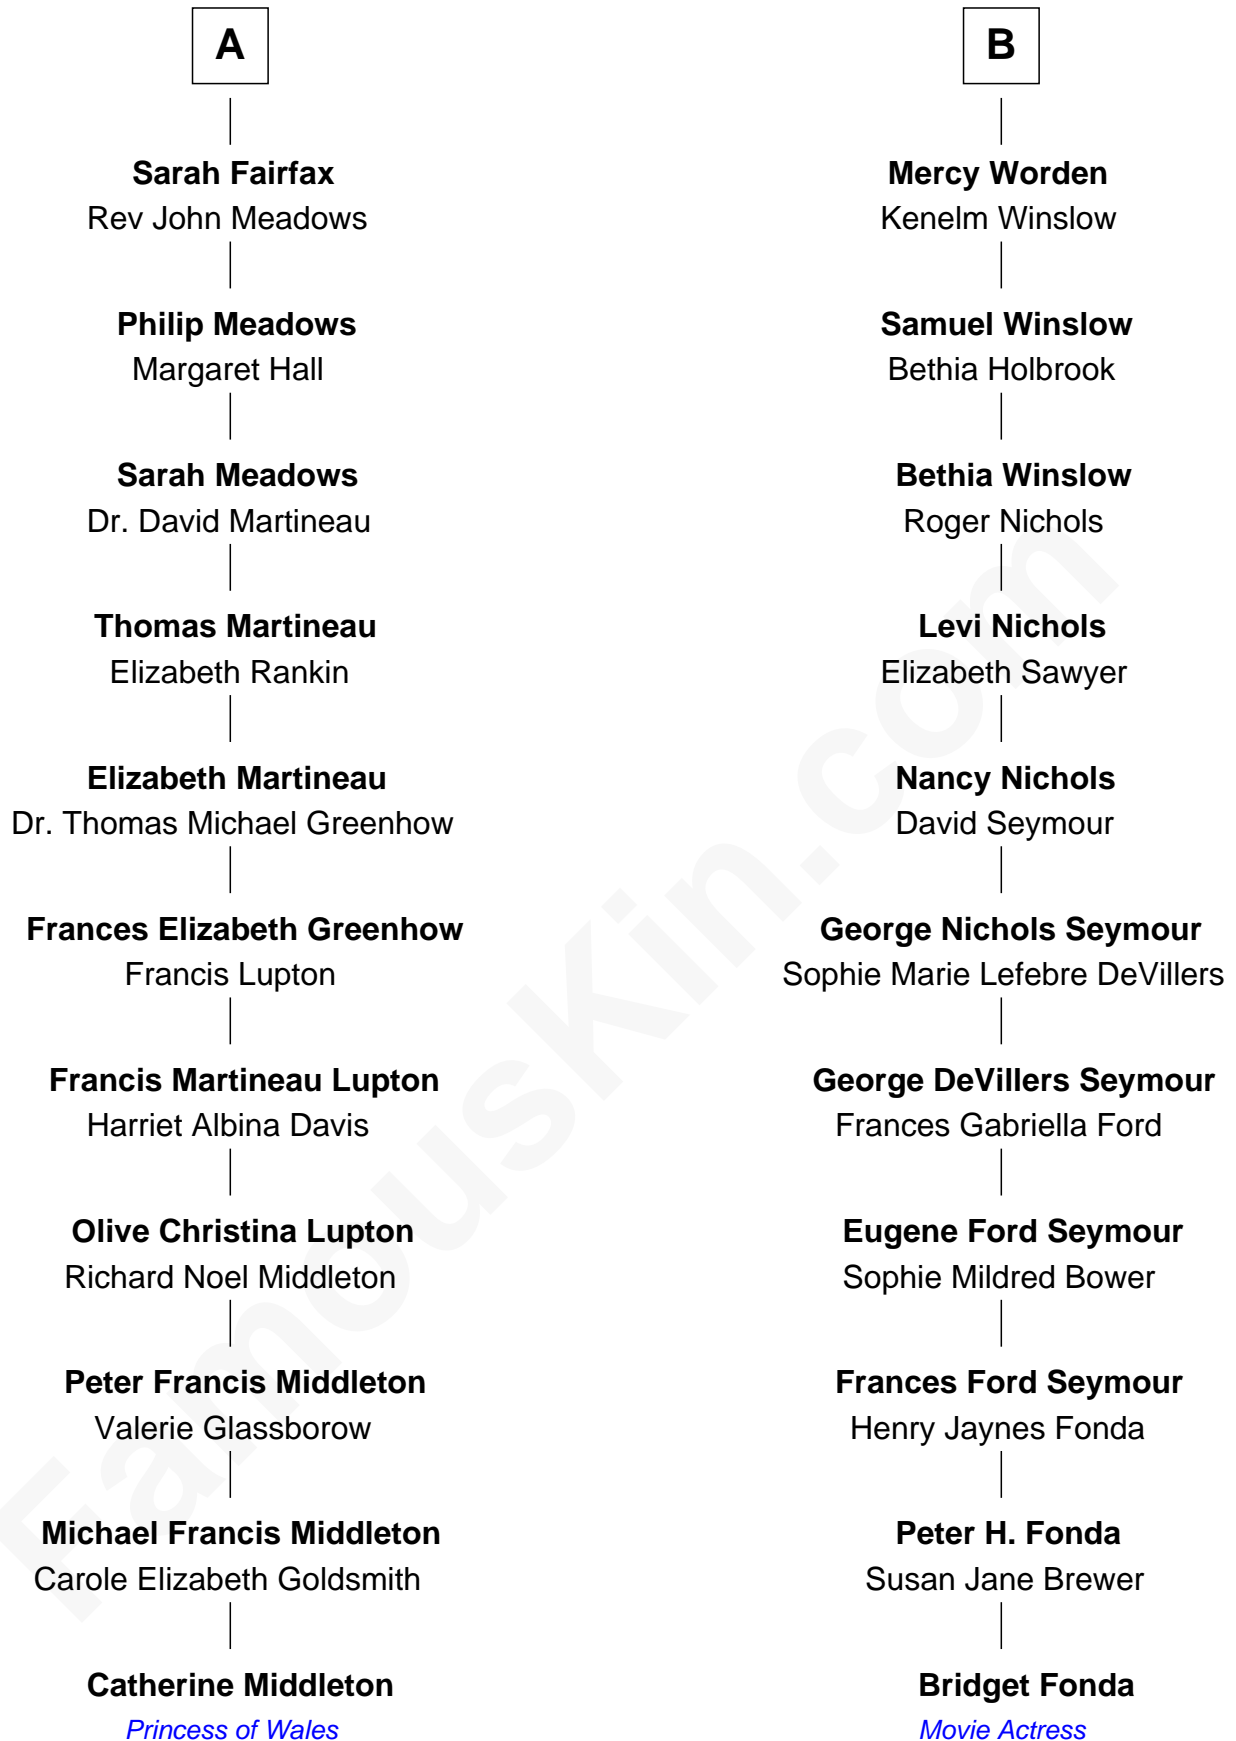 A
Sarah Fairfax
Rev John Meadows
Philip Meadows
Margaret Hall
Sarah Meadows
Dr. David Martineau
Thomas Martineau
Elizabeth Rankin
Elizabeth Martineau
Dr. Thomas Michael Greenhow
Frances Elizabeth Greenhow
Francis Lupton
Francis Martineau Lupton
Harriet Albina Davis
Olive Christina Lupton
Richard Noel Middleton
Peter Francis Middleton
Valerie Glassborow
Michael Francis Middleton
Carole Elizabeth Goldsmith
Catherine Middleton
Princess of Wales
B
Mercy Worden
Kenelm Winslow
Samuel Winslow
Bethia Holbrook
Bethia Winslow
Roger Nichols
Levi Nichols
Elizabeth Sawyer
Nancy Nichols
David Seymour
George Nichols Seymour
Sophie Marie Lefebre DeVillers
George DeVillers Seymour
Frances Gabriella Ford
Eugene Ford Seymour
Sophie Mildred Bower
Frances Ford Seymour
Henry Jaynes Fonda
Peter H. Fonda
Susan Jane Brewer
Bridget Fonda
Movie Actress
FamousKin.com